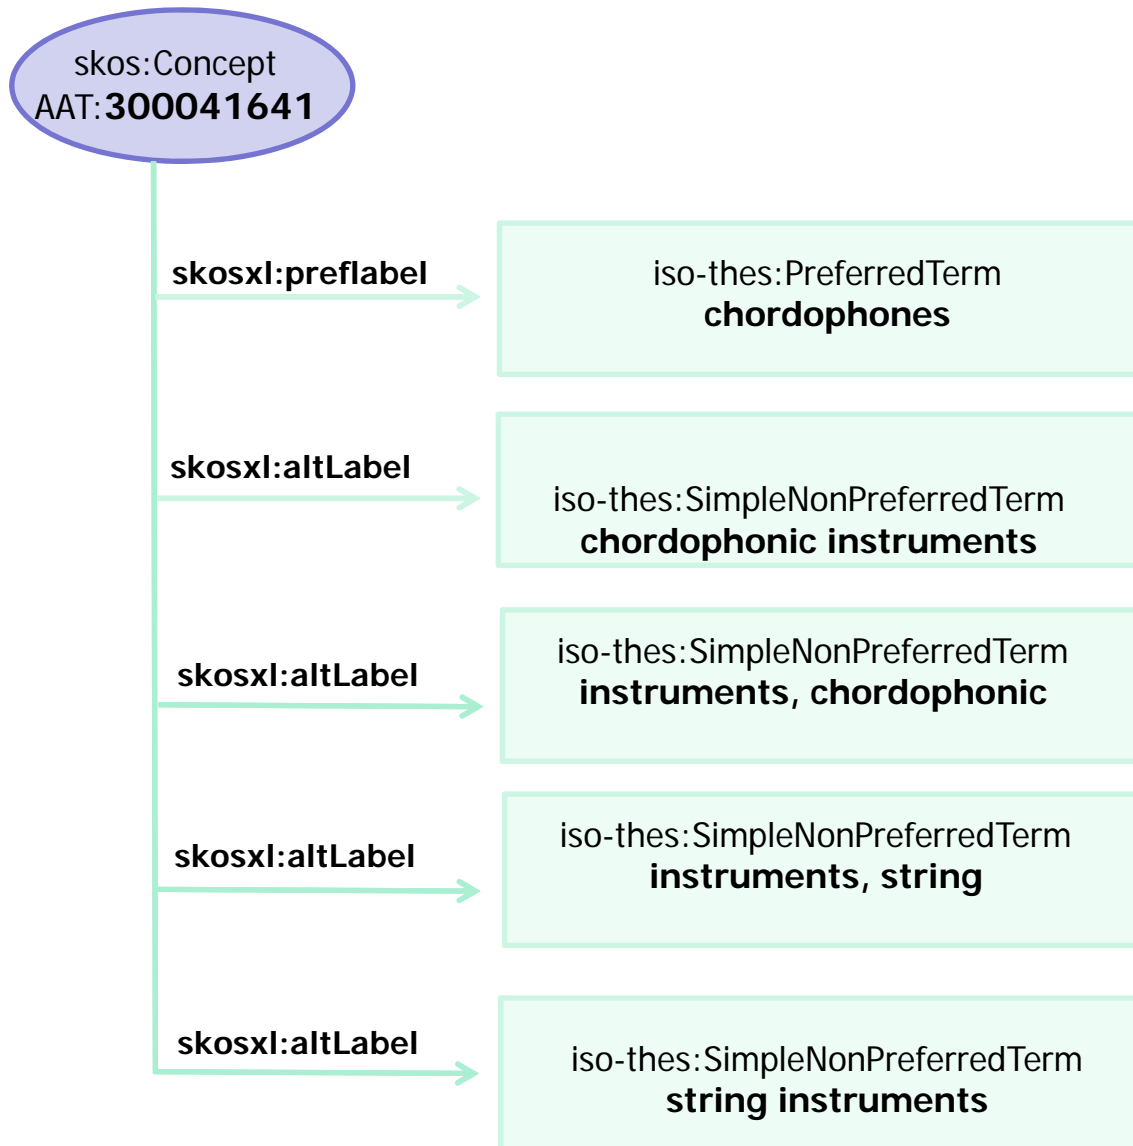 skos:Concept
AAT:300041641
skosxl:preflabel
iso-thes:PreferredTerm
chordophones
skosxl:altLabel
iso-thes:SimpleNonPreferredTerm
chordophonic instruments
skosxl:altLabel
iso-thes:SimpleNonPreferredTerm
instruments, chordophonic
skosxl:altLabel
iso-thes:SimpleNonPreferredTerm
instruments, string
skosxl:altLabel
iso-thes:SimpleNonPreferredTerm
string instruments